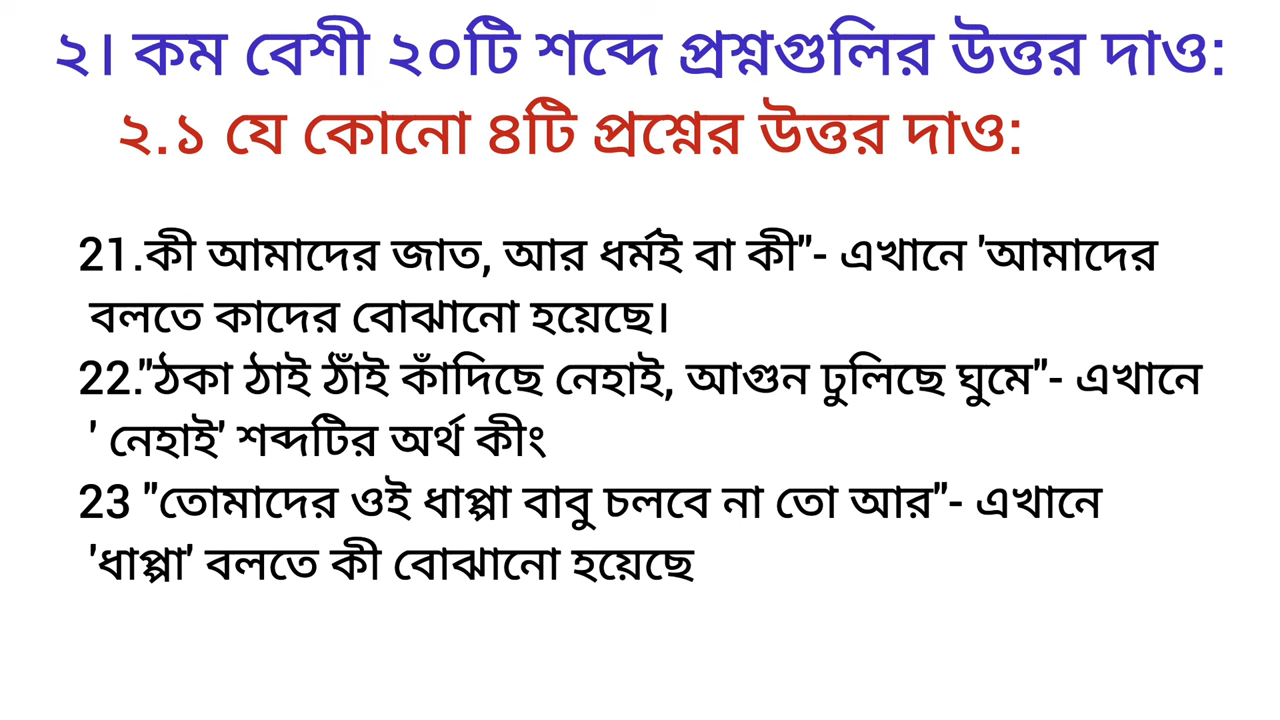 ২। কম বেশী ২০টি শব্দে প্রশ্নগুলির উত্তর দাও:
২.১ যে কোনো ৪টি প্রশ্নের উত্তর দাও:
21.কী আমাদের জাত, আর ধর্মই বা কী"- এখানে 'আমাদের
বলতে কাদের বোঝানো হয়েছে।
22."ঠকা ঠাই ঠাঁই কাঁদিছে নেহাই, আগুন ঢুলিছে ঘুমে"- এখানে
' নেহাই' শব্দটির অর্থ কীং
23 "তোমাদের ওই ধাপ্পা বাবু চলবে না তো আর"- এখানে
'ধাপ্পা' বলতে কী বোঝানো হয়েছে